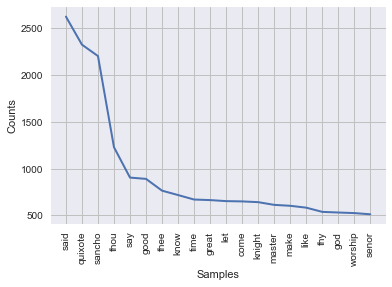 2500
2000
1500
1000
500
Counts
said
quixote
sancho
thou
say
good
thee
know
time
great
let
come
knight
master
make
like
thy
god
worship
senor
Samples